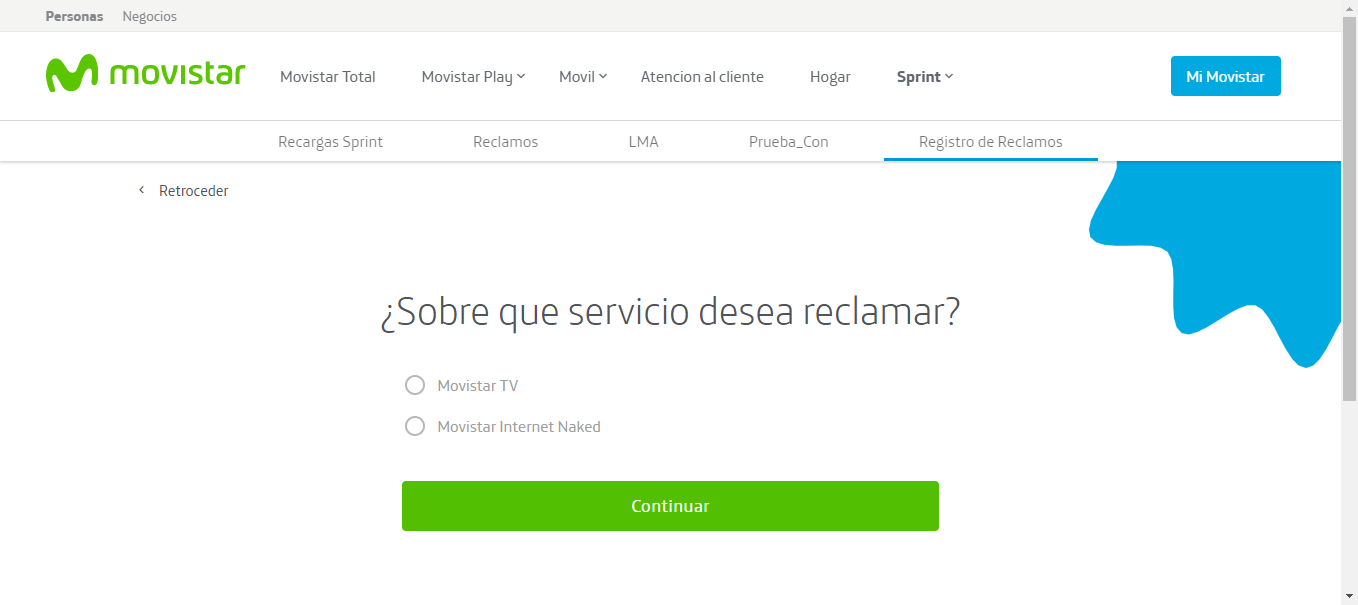 Personas Negocios
movistar Movistar Total Movistar Play Movil Atencion al cliente Hogar Sprint Mi Movistar
Recargas Sprint Reclamos LMA Prueba_Con Registro de Reclamos
Retroceder
¿Sobre que servicio desea reclamar?
Movistar TV
Movistar Internet Naked
Continuar